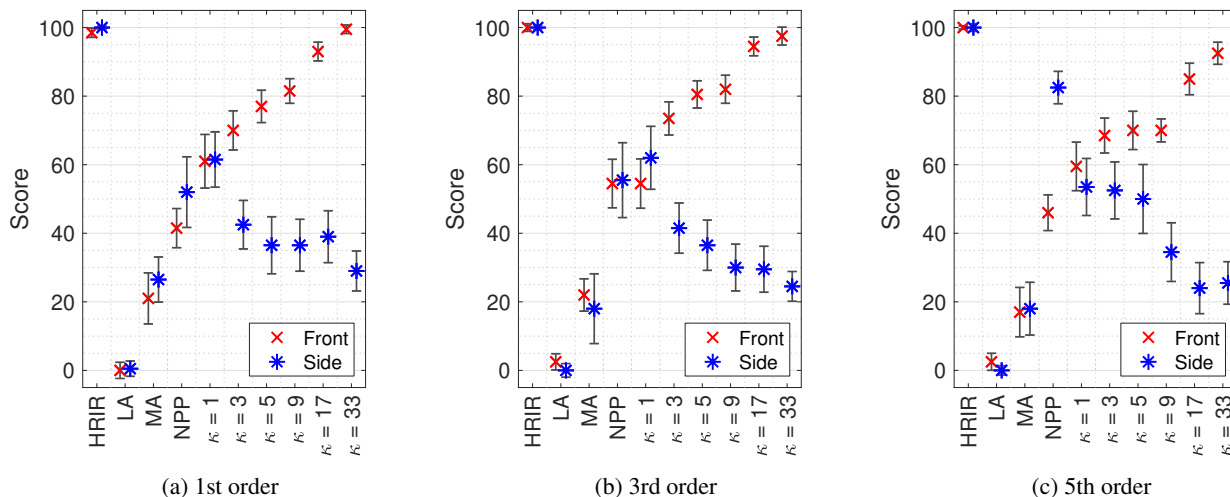 100
80
60
40
20
0
Score
Front
Side
HRIR
LA
MA
NPP
κ = 1
κ = 3
κ = 5
κ = 9
κ = 17
κ = 33
(a) 1st order
100
80
60
40
20
0
Score
Front
Side
HRIR
LA
MA
NPP
κ = 1
κ = 3
κ = 5
κ = 9
κ = 17
κ = 33
(b) 3rd order
100
80
60
40
20
0
Score
Front
Side
HRIR
LA
MA
NPP
κ = 1
κ = 3
κ = 5
κ = 9
κ = 17
κ = 33
(c) 5th order